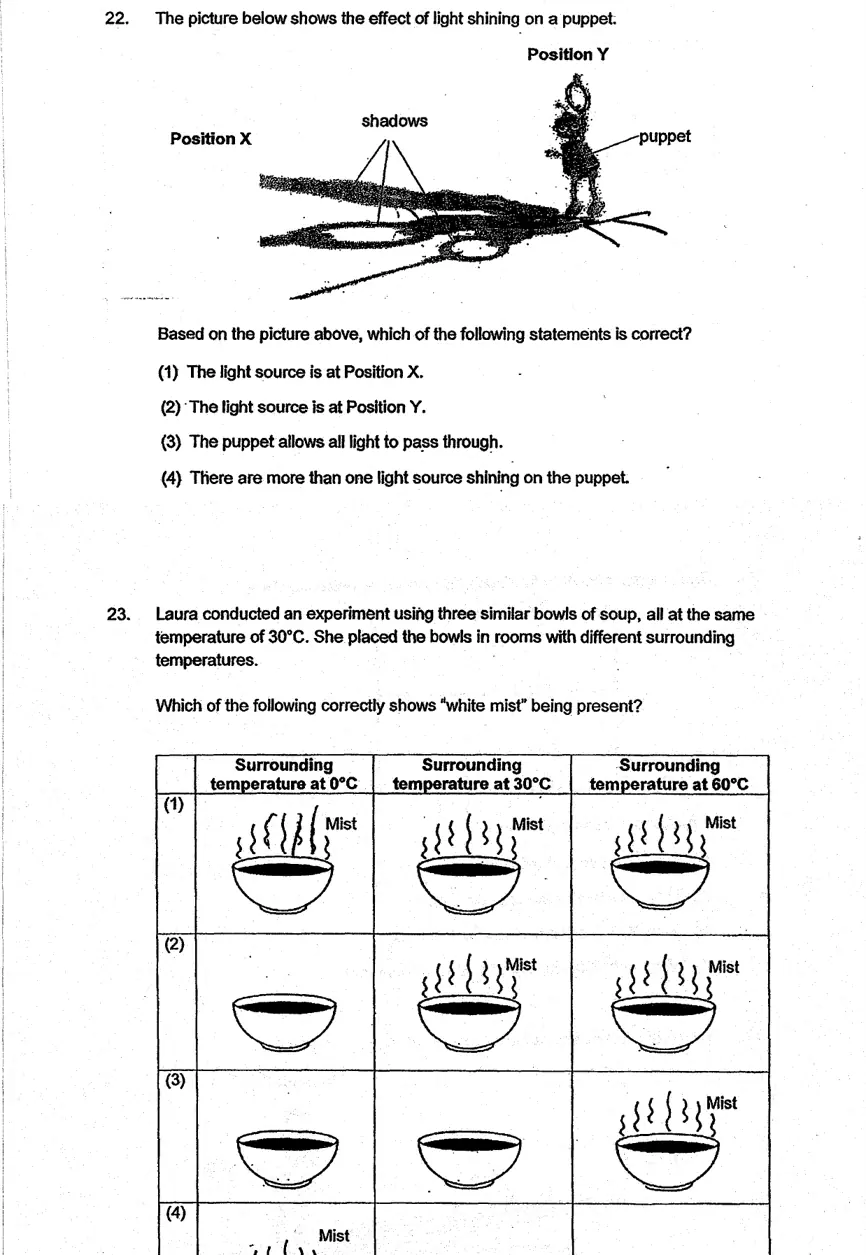 22. The picture below shows the effect of light shining on a puppet.
Position Y
shadows
Position X
puppet
Based on the picture above, which of the following statements is correct?
(1) The light source is at Position X.
(2) The light source is at Position Y.
(3) The puppet allows all light to pass through.
(4) There are more than one light source shining on the puppet.
23. Laura conducted an experiment using three similar bowls of soup, all at the same
temperature of 30°C. She placed the bowls in rooms with different surrounding
temperatures.
Which of the following correctly shows "white mist" being present?
Surrounding Surrounding Surrounding
temperature at 0°C temperature at 30°C temperature at 60°C
(1)
Mist Mist Mist
(2)
Mist Mist
(3)
Mist
(4)
Mist